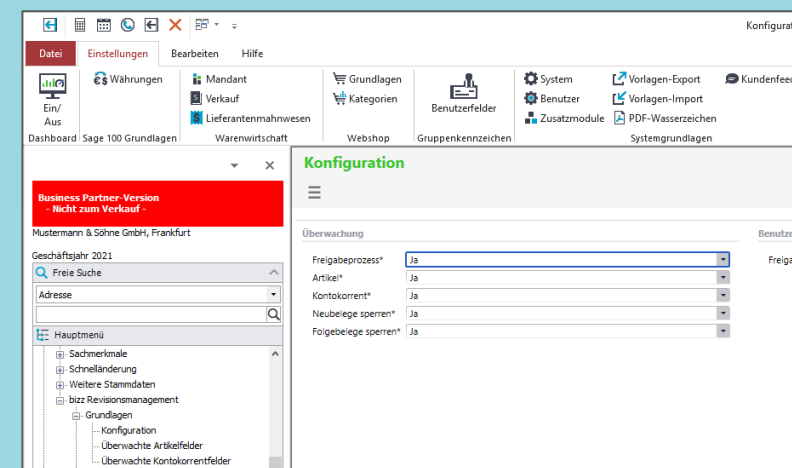 Konfigurat
Datei Einstellungen Bearbeiten Hilfe
€$ Währungen
Mandant
Grundlagen
System
Vorlagen-Export
Kundenfeed
Verkauf
Kategorien
Benutzer
Vorlagen-Import
Ein/
Aus
Benutzerfelder
Lieferantenmahnwesen
Zusatzmodule
PDF-Wasserzeichen
Dashboard Sage 100 Grundlagen Warenwirtschaft Webshop Gruppenkennzeichen Systemgrundlagen
Konfiguration
Business Partner-Version
- Nicht zum Verkauf -
Mustermann & Söhne GmbH, Frankfurt
Geschäftsjahr 2021
Freie Suche
Adresse
Hauptmenü
Sachmerkmale
Schnelländerung
Weitere Stammdaten
bizz Revisionsmanagement
Grundlagen
Konfiguration
Überwachte Artikelfelder
Überwachte Kontokorrentfelder
Überwachung
Benutze
Freigabeprozess* Ja
Freiga
Artikel* Ja
Kontokorrent* Ja
Neubelege sperren* Ja
Folgebelege sperren* Ja